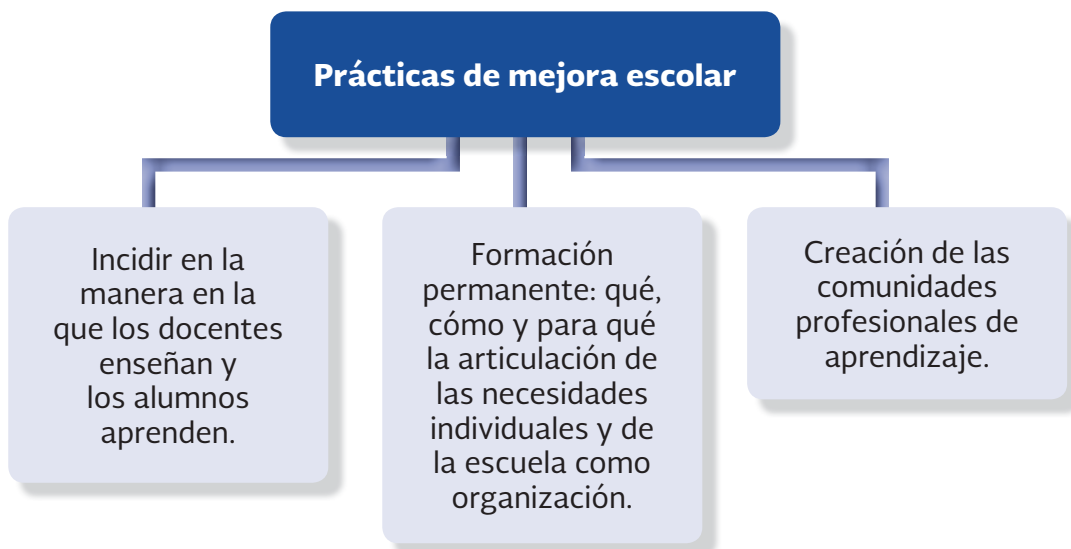 Prácticas de mejora escolar
Incidir en la
manera en la
que los docentes
enseñan y
los alumnos
aprenden.
Formación
permanente: qué,
cómo y para qué
la articulación de
las necesidades
individuales y de
la escuela como
organización.
Creación de las
comunidades
profesionales de
aprendizaje.